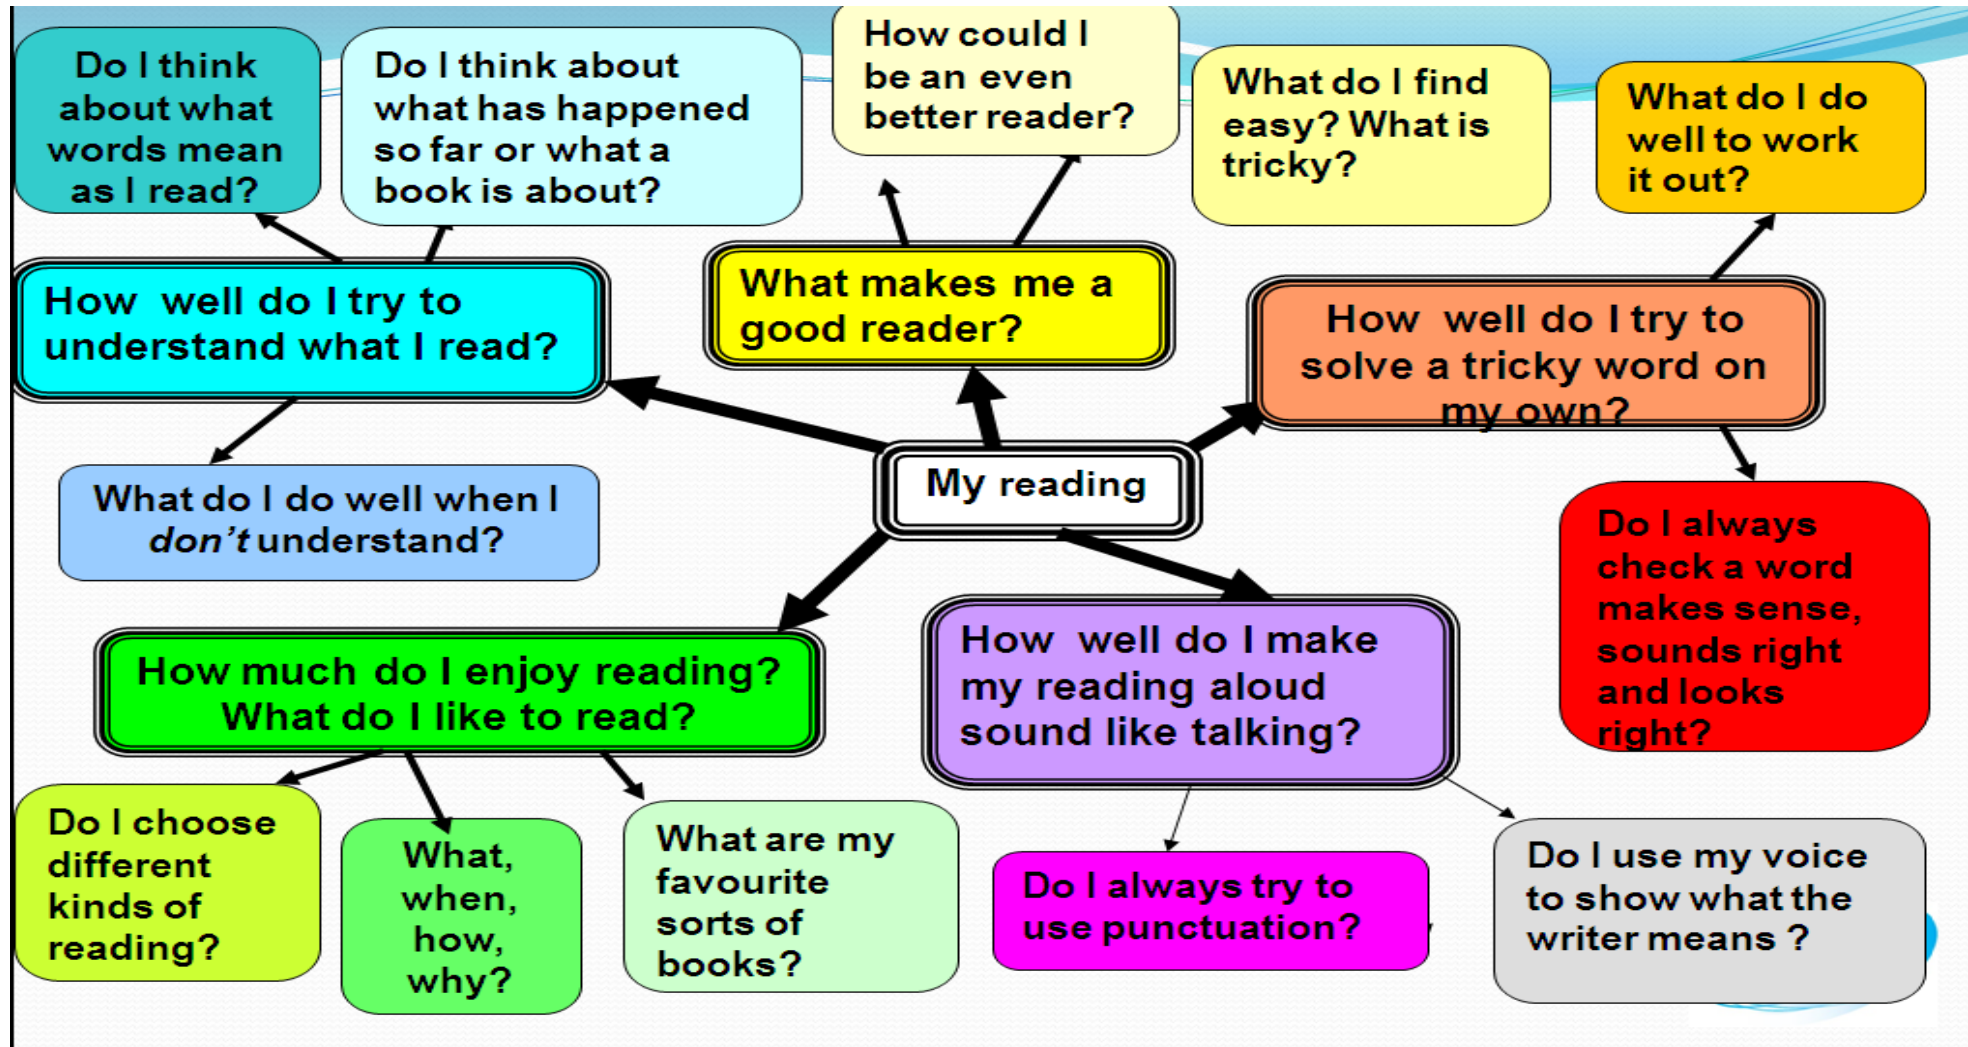 Do I think
about what
words mean
as I read?
Do I think about
what has happened
so far or what a
book is about?
How could I
be an even
better reader?
What do I find
easy? What is
tricky?
What do I do
well to work
it out?
How well do I try to
understand what I read?
What makes me a
good reader?
How well do I try to
solve a tricky word on
my own?
My reading
What do I do well when I
don't understand?
Do I always
check a word
makes sense,
sounds right
and looks
right?
How much do I enjoy reading?
What do I like to read?
How well do I make
my reading aloud
sound like talking?
Do I choose
different
kinds of
reading?
What,
when,
how,
why?
What are my
favourite
sorts of
books?
Do I always try to
use punctuation?
Do I use my voice
to show what the
writer means ?